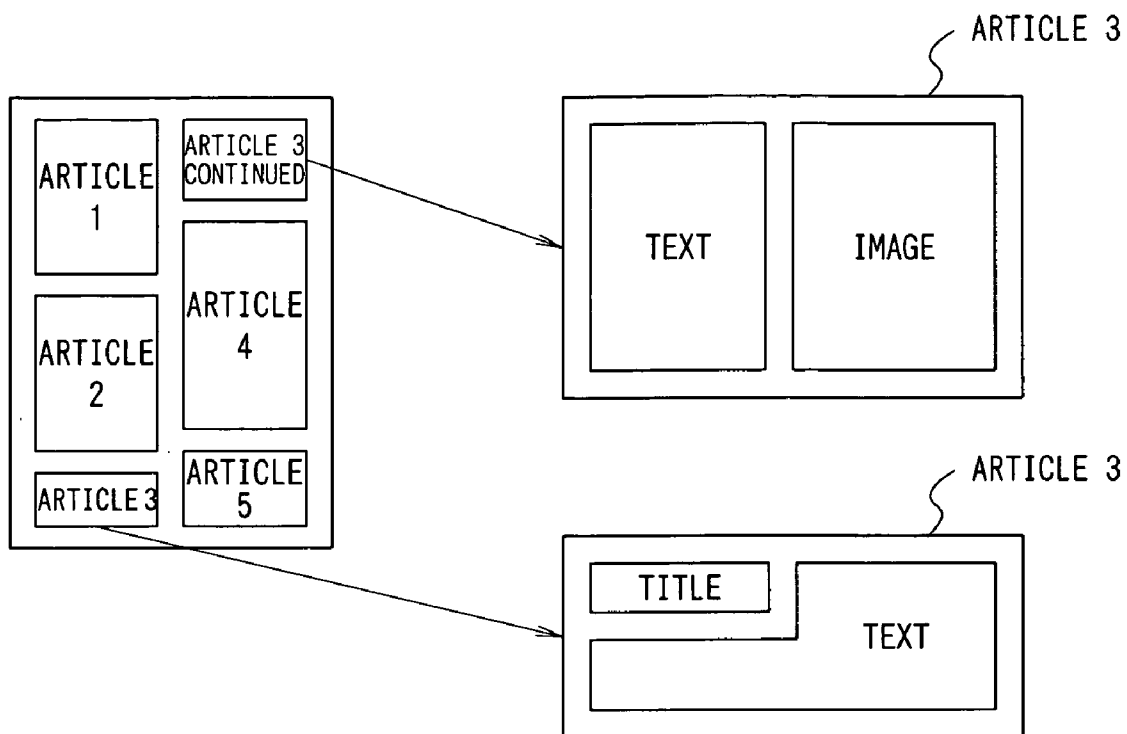 ARTICLE
1
ARTICLE
2
ARTICLE 3
ARTICLE 3
CONTINUED
ARTICLE
4
ARTICLE
5
ARTICLE 3
TEXT
IMAGE
ARTICLE 3
TITLE
TEXT